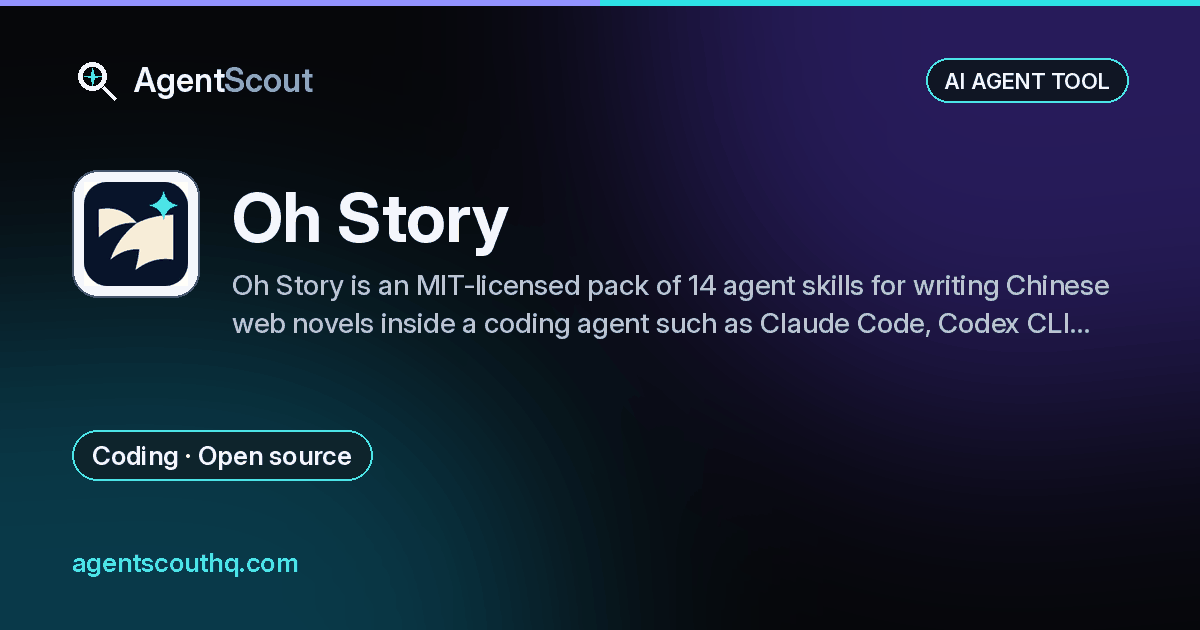 AgentScout
AI AGENT TOOL
Oh Story
Oh Story is an MIT-licensed pack of 14 agent skills for writing Chinese
web novels inside a coding agent such as Claude Code, Codex CLI...
Coding · Open source
agentscouthq.com